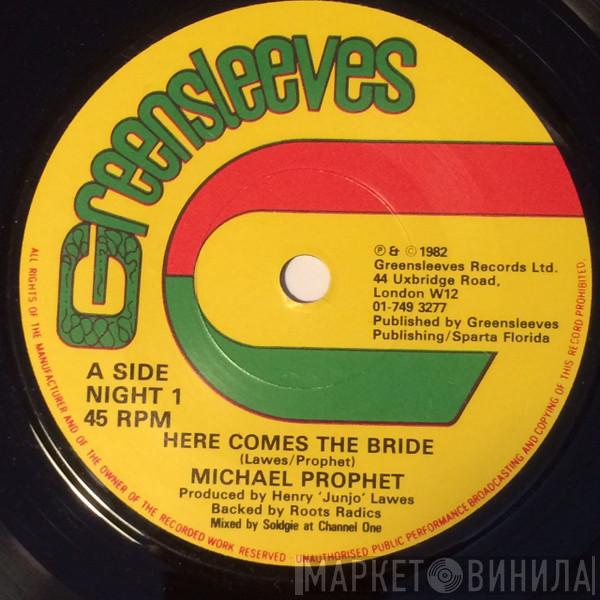 Greensleeves
℗ & © 1982
Greensleeves Records Ltd.
44 Uxbridge Road,
London W12
01-749 3277
Published by Greensleeves
Publishing/Sparta Florida
A SIDE
NIGHT 1
45 RPM
HERE COMES THE BRIDE
(Lawes/Prophet)
MICHAEL PROPHET
Produced by Henry 'Junjo' Lawes
Backed by Roots Radics
Mixed by Soldgie at Channel One
ALL RIGHTS OF THE MANUFACTURER AND OF THE OWNER OF THE RECORDED WORK RESERVED - UNAUTHORISED PUBLIC PERFORMANCE BROADCASTING AND COPYING OF THIS RECORD PROHIBITED.
МАРКЕТ ВИНИЛА